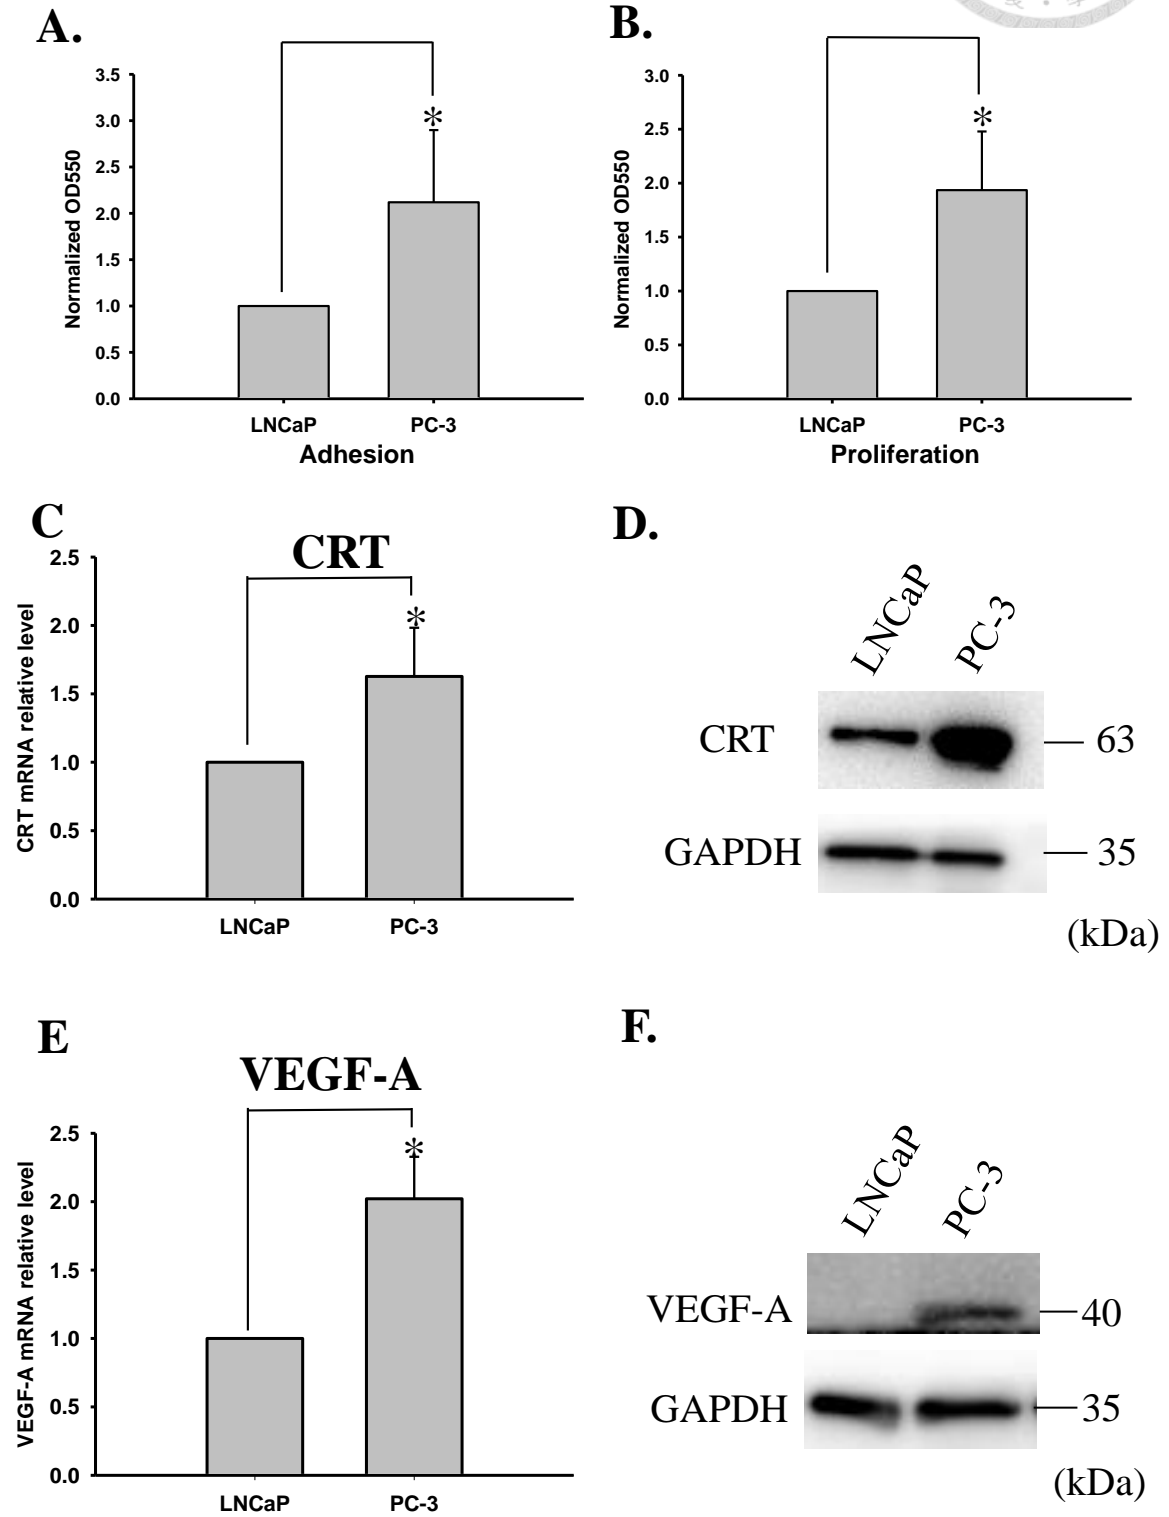 A.
3.5
3.0
2.5
2.0
1.5
1.0
0.5
0.0
Normalized OD550
*
LNCaP PC-3
Adhesion
B.
3.0
2.5
2.0
1.5
1.0
0.5
0.0
Normalized OD550
*
LNCaP PC-3
Proliferation
C
CRT
2.5
2.0
1.5
1.0
0.5
0.0
CRT mRNA relative level
*
LNCaP PC-3
D.
LNCaP PC-3
CRT 63
GAPDH 35
(kDa)
E
VEGF-A
2.5
2.0
1.5
1.0
0.5
0.0
VEGF-A mRNA relative level
*
LNCaP PC-3
F.
LNCaP PC-3
VEGF-A 40
GAPDH 35
(kDa)